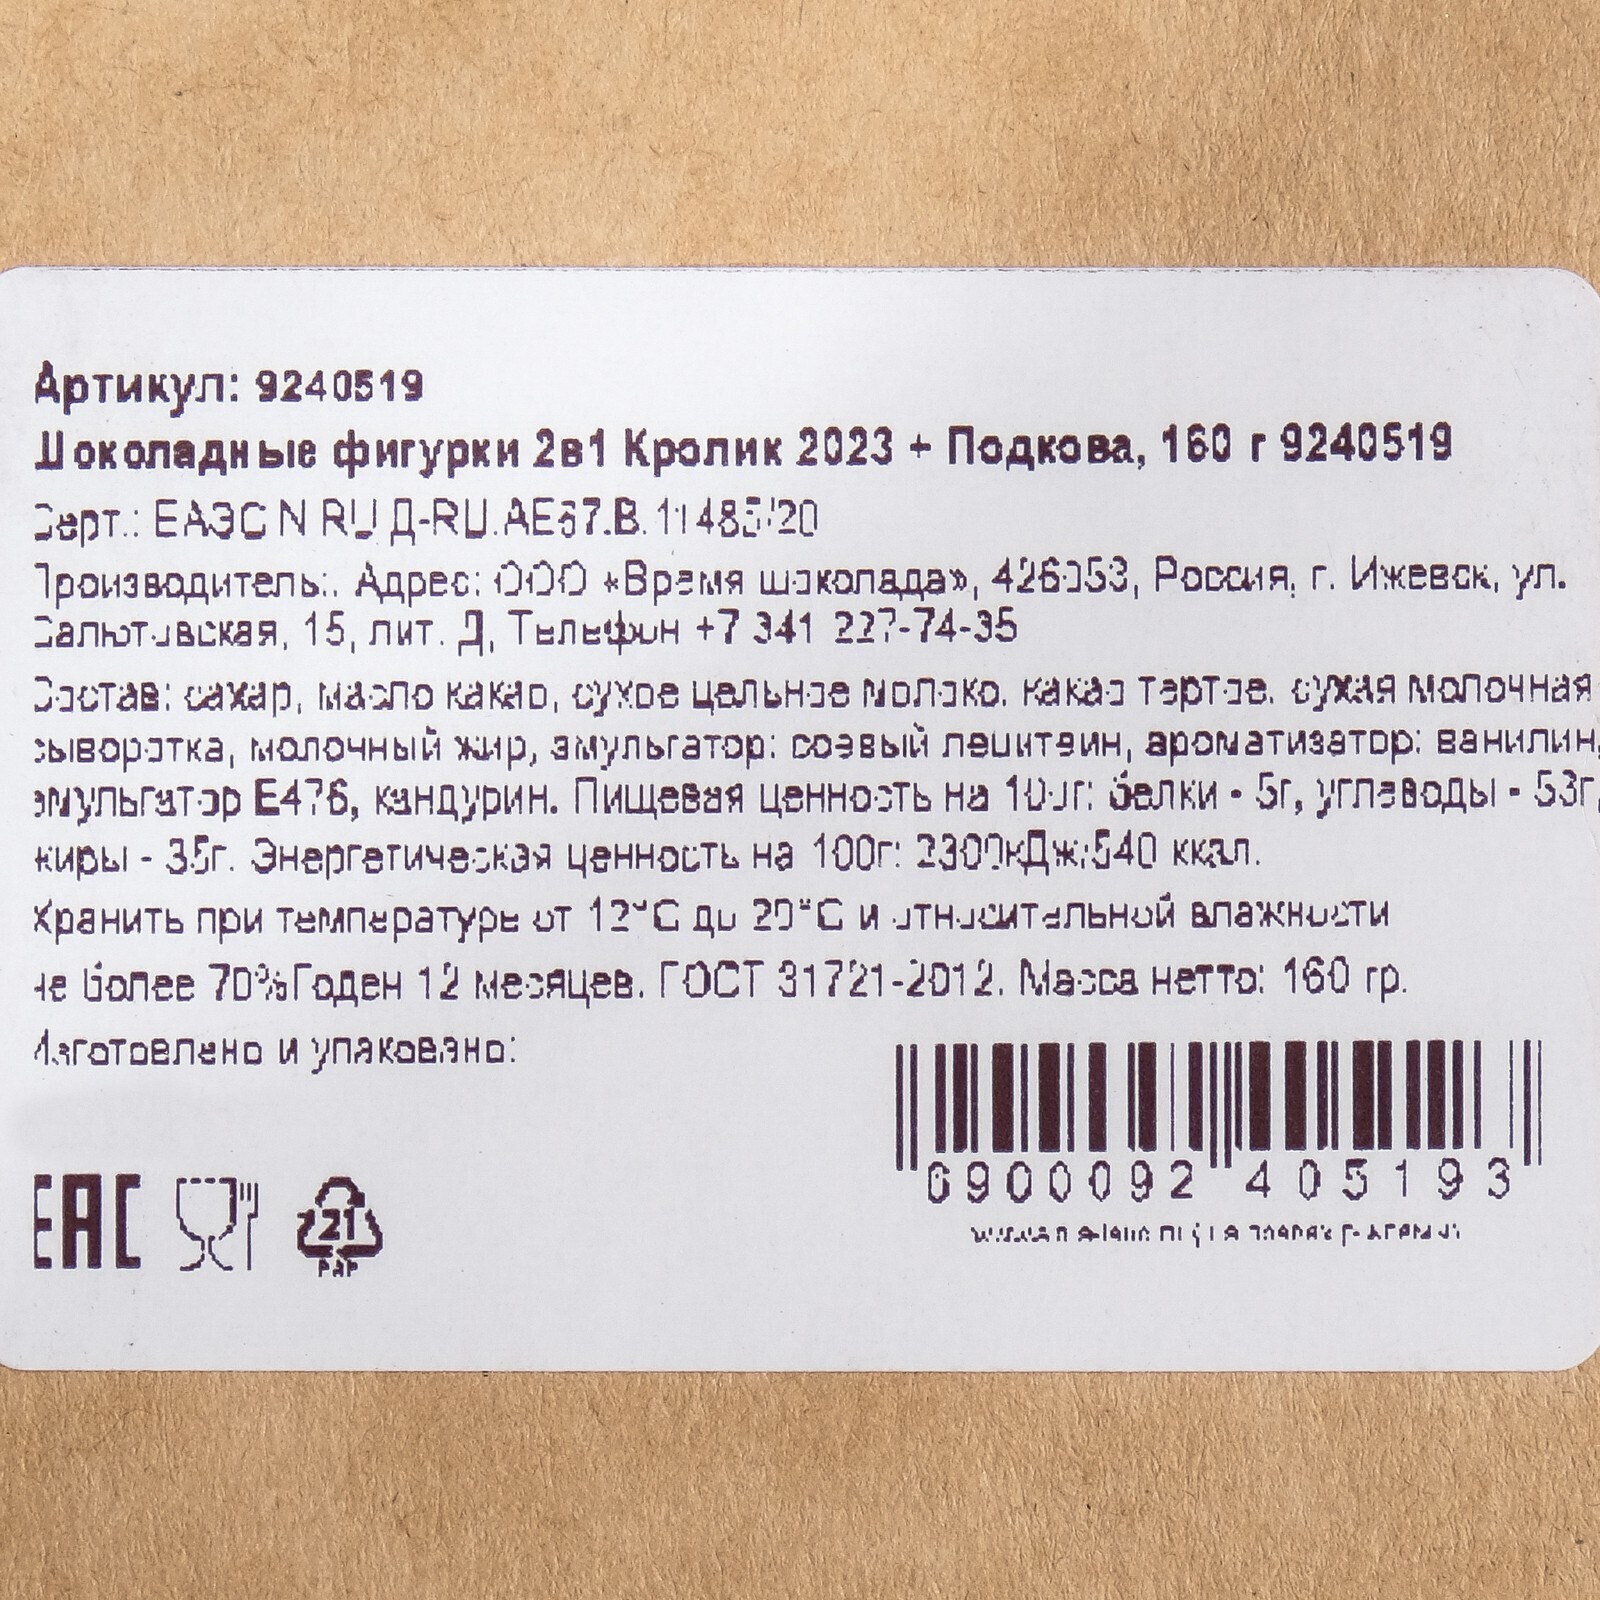 Артикул: 9240519
Шоколадные фигурки 2в1 Кролик 2023 + Подкова, 160 г 9240519
Серт.: ЕАЭС N RU Д-RU.АЕ67.В.11485/20
Производитель:. Адрес: ООО «Время шоколада», 426053, Россия, г. Ижевск, ул.
Салютовская, 15, лит. Д, Телефон +7 341 227-74-35
Состав: сахар, масло какао, сухое цельное молоко, какао тертое, сухая молочная
сыворотка, молочный жир, эмульгатор: соевый лецитин, ароматизатор: ванилин,
эмульгатор Е476, кандурин. Пищевая ценность на 100г: белки - 5г, углеводы - 53г,
жиры - 35г. Энергетическая ценность на 100г: 2300кДж/540 ккал.
Хранить при температуре от 12°С до 20°С и относительной влажности
не более 70% Годен 12 месяцев. ГОСТ 31721-2012. Масса нетто: 160 гр.
Изготовлено и упаковано:
6900092 405193
ЕАС
21
PAP